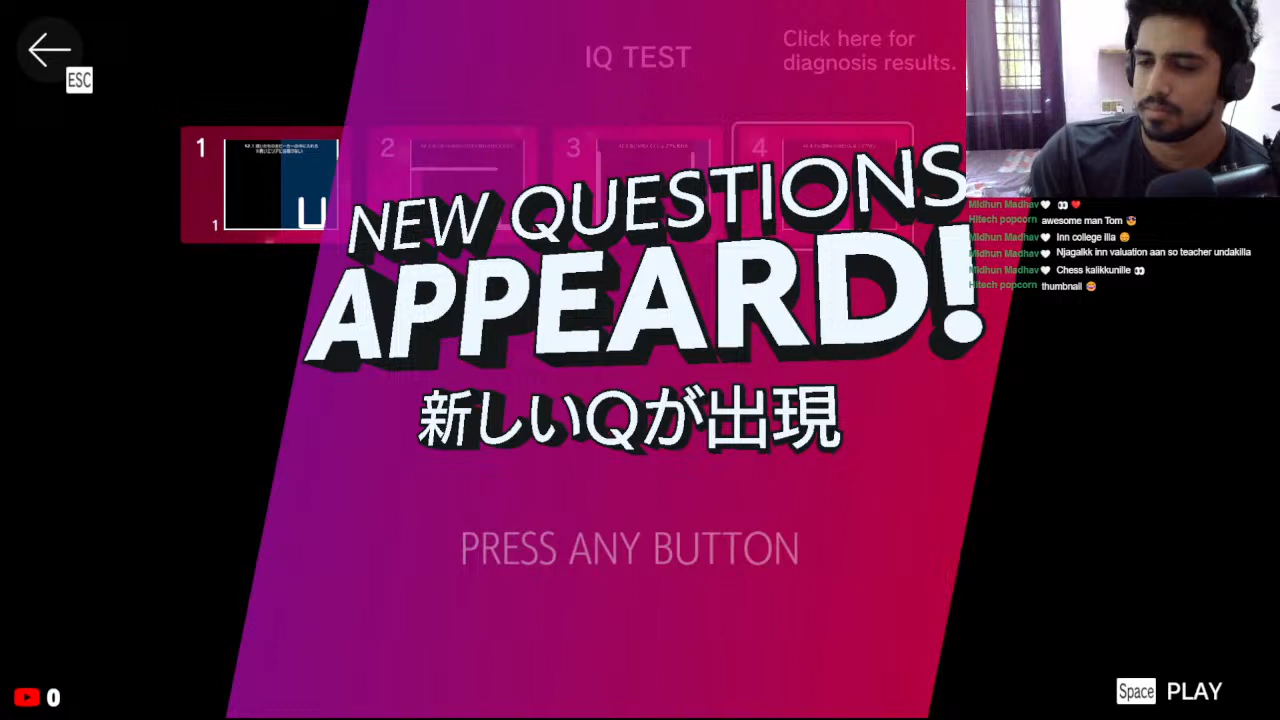 ESC
IQ TEST
Click here for
diagnosis results.
1
2
3
4
1
NEW QUESTIONS
APPEARD!
新しいQが出現
PRESS ANY BUTTON
Midhun Madhav
Hitech popcorn awesome man Tom
Midhun Madhav Inn college illa
Midhun Madhav Njagalkk inn valuation aan so teacher undakilla
Midhun Madhav Chess kalikkunille
Hitech popcorn thumbnail
0
Space PLAY